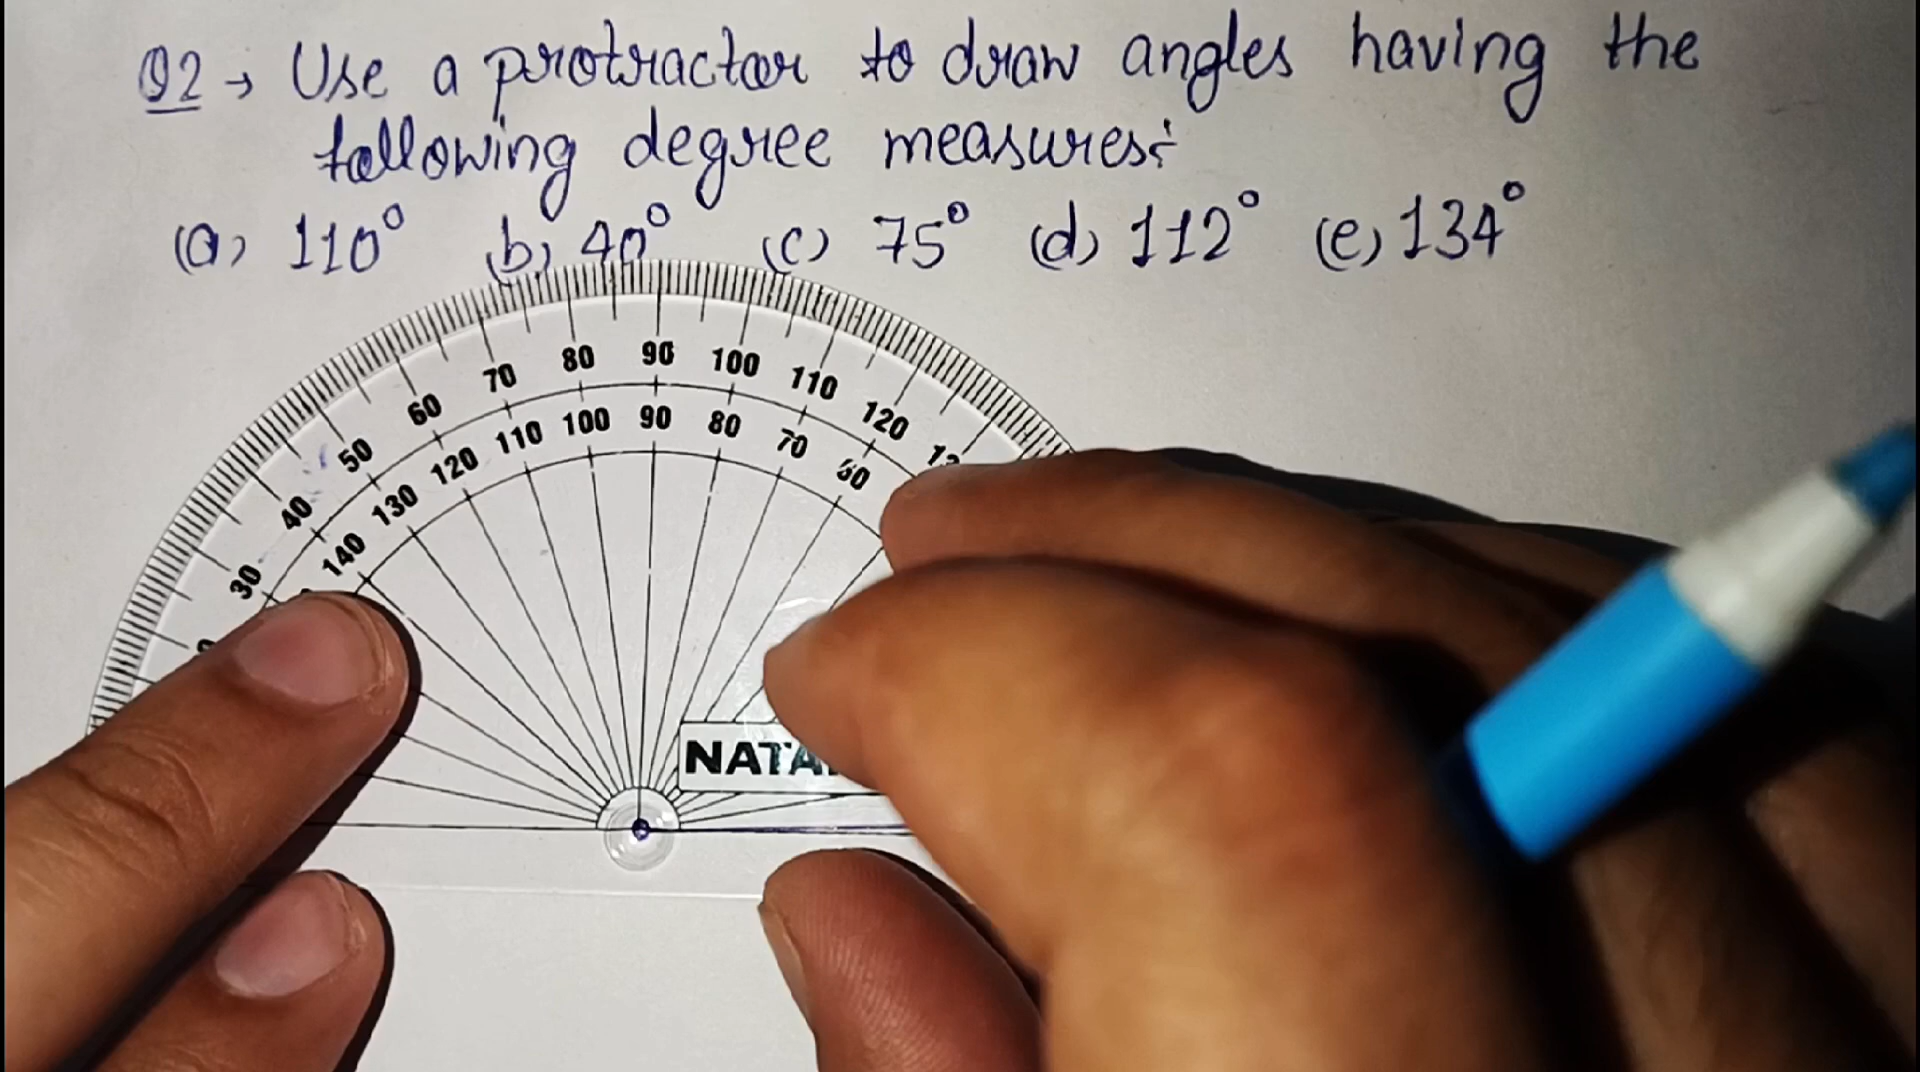 Q2 → Use a protractor to draw angles having the
following degree measures:
(a) 110° (b) 40° (c) 75° (d) 112° (e) 134°
30 40 50 60 70 80 90 100 110 120
140 130 120 110 100 90 80 70 60